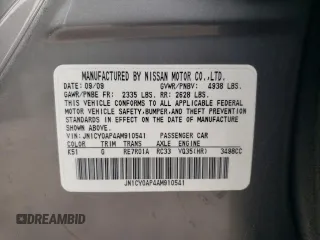 MANUFACTURED BY NISSAN MOTOR CO.,LTD.
DATE: 09/09 GVWR/PNBV: 4938 LBS.
GAWR/PNBE FR: 2335 LBS. RR: 2628 LBS.
THIS VEHICLE CONFORMS TO ALL APPLICABLE FEDERAL
MOTOR VEHICLE SAFETY, BUMPER, AND THEFT PREVENTION
STANDARDS IN EFFECT ON THE DATE OF MANUFACTURE
SHOWN ABOVE.
VIN: JN1CY0AP4AM910541 PASSENGER CAR
COLOR TRIM TRANS AXLE ENGINE
K51 G RE7R01A RC33 VQ35(HR) 3498CC
JN1CY0AP4AM910541
AUTOBIDMASTER